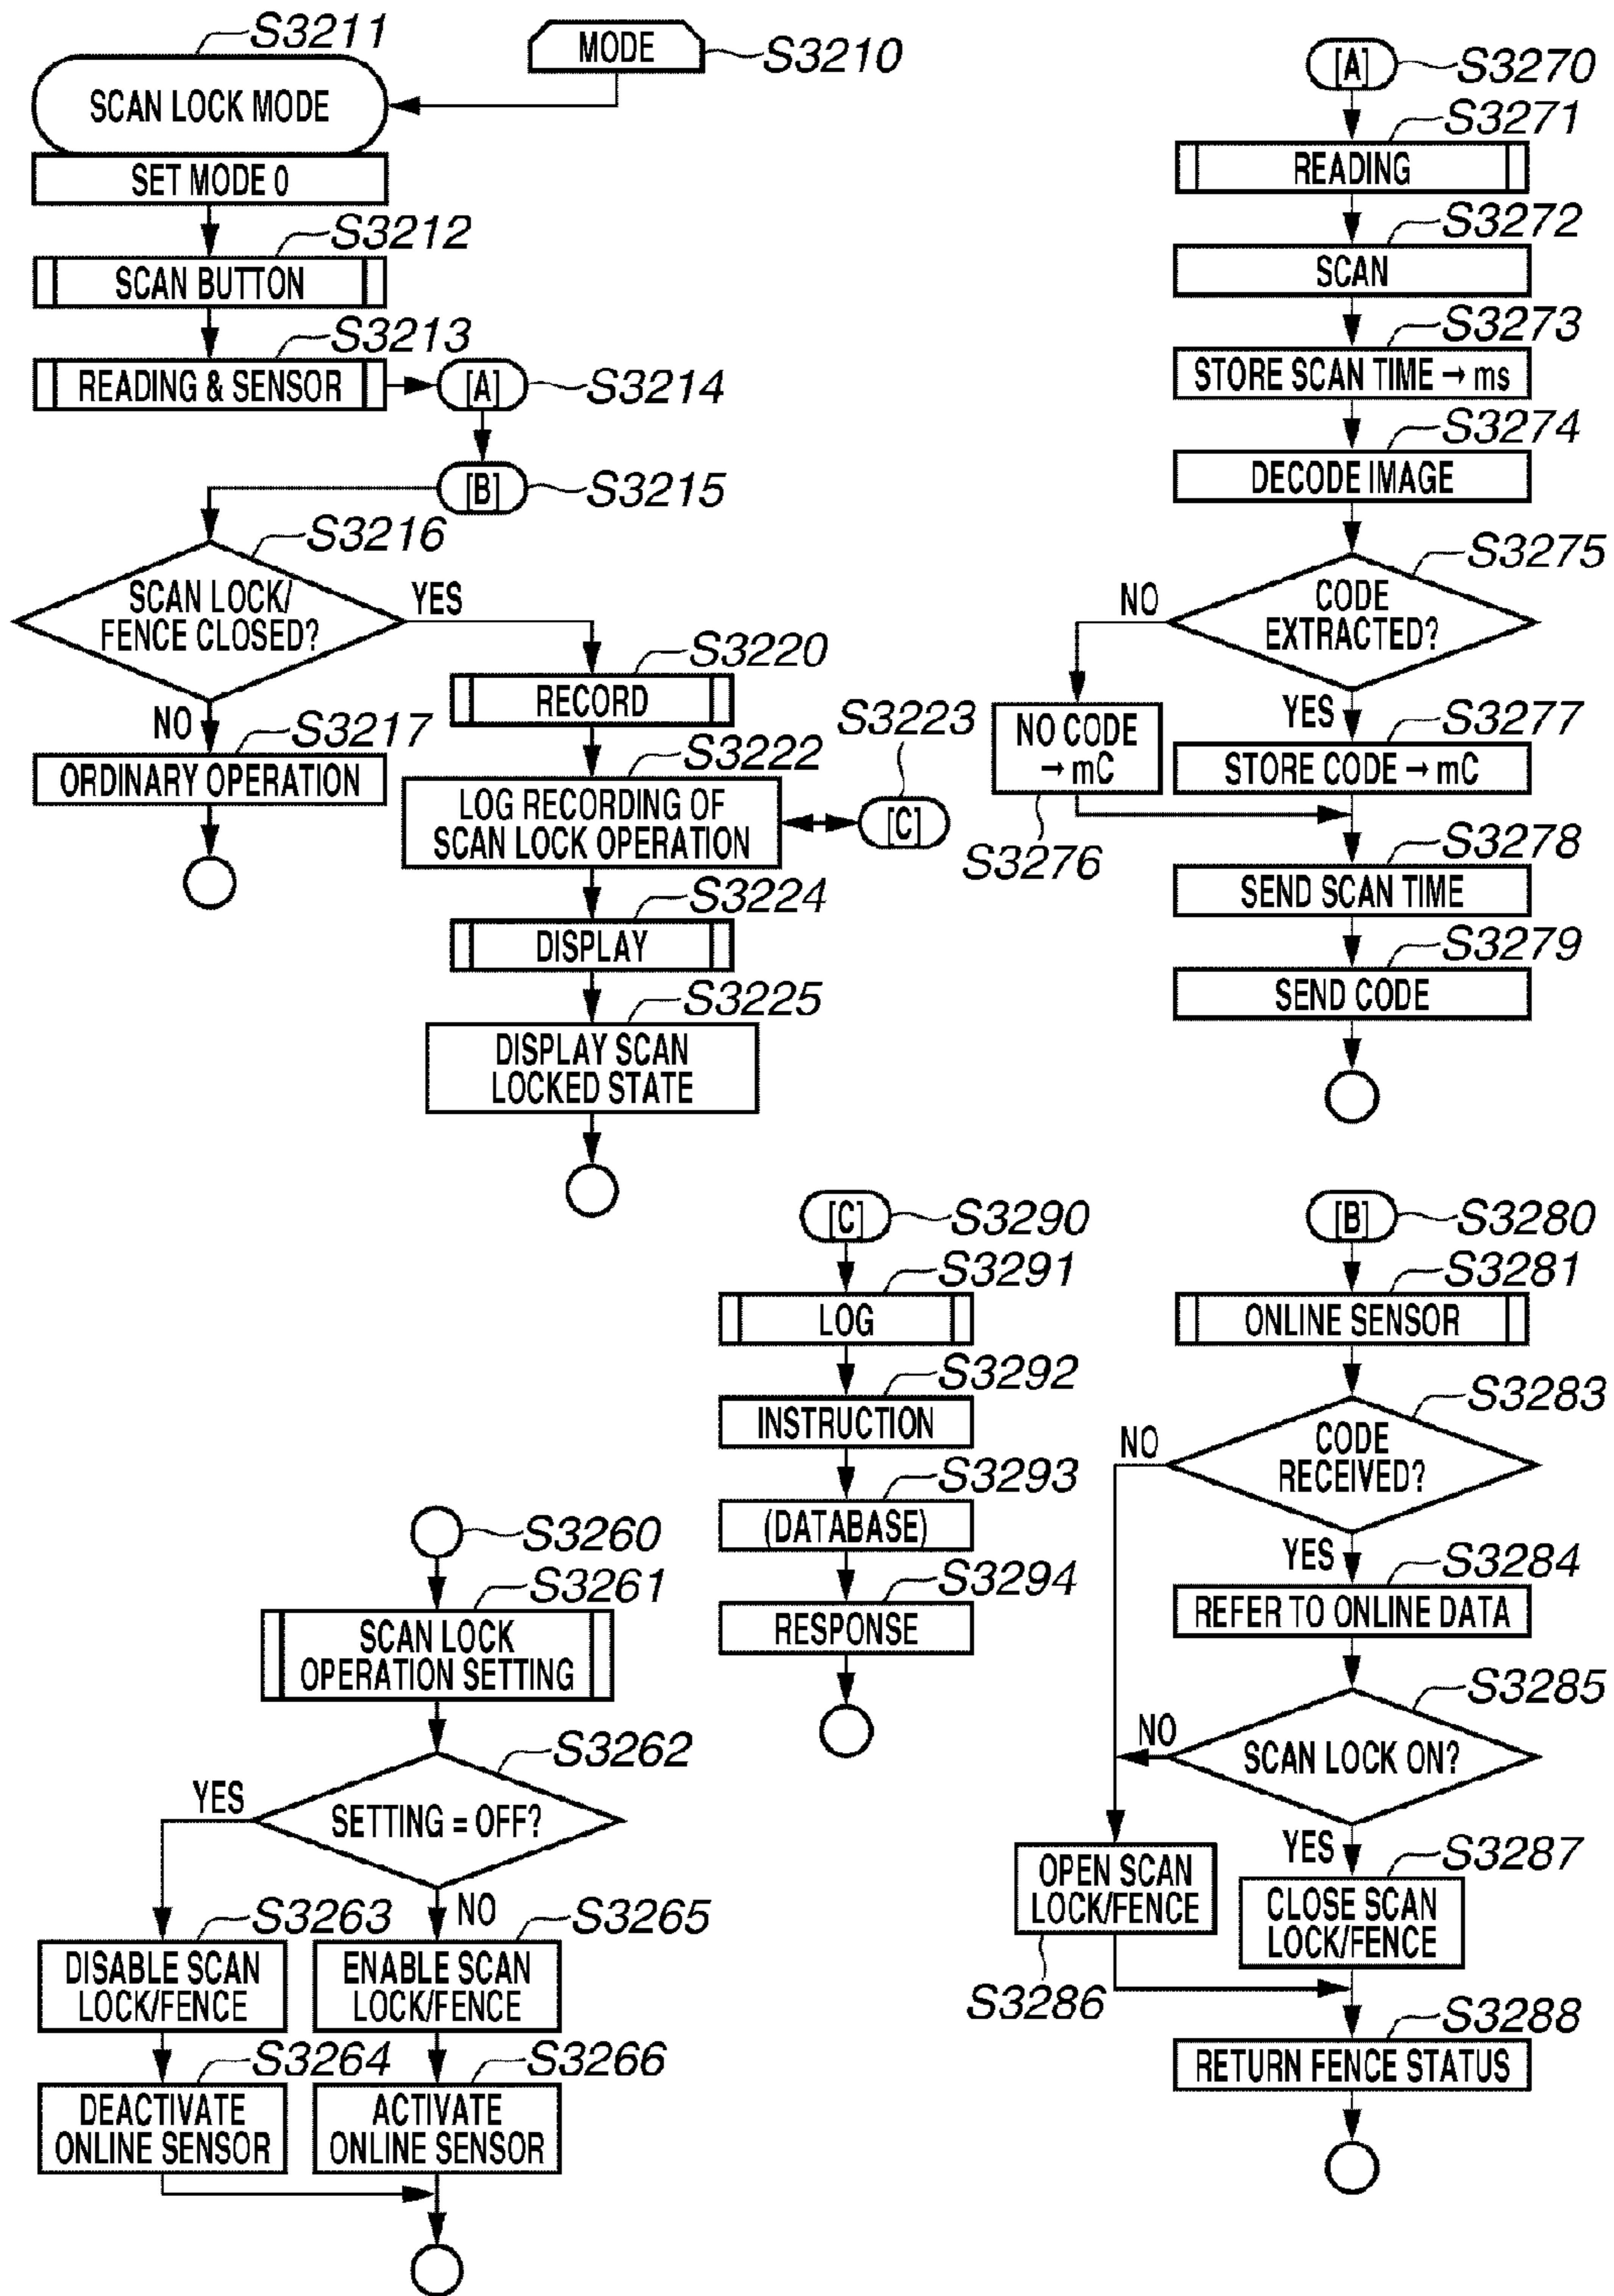 S3211
MODE
S3210
SCAN LOCK MODE
SET MODE 0
S3212
SCAN BUTTON
S3213
READING & SENSOR
[A]
S3214
[B]
S3215
S3216
SCAN LOCK/
FENCE CLOSED?
YES
NO
S3217
ORDINARY OPERATION
S3220
RECORD
S3222
LOG RECORDING OF
SCAN LOCK OPERATION
S3223
[C]
S3224
DISPLAY
S3225
DISPLAY SCAN
LOCKED STATE
[A]
S3270
S3271
READING
S3272
SCAN
S3273
STORE SCAN TIME → ms
S3274
DECODE IMAGE
S3275
CODE
EXTRACTED?
NO
YES
NO CODE
→ mC
S3276
S3277
STORE CODE → mC
S3278
SEND SCAN TIME
S3279
SEND CODE
S3260
S3261
SCAN LOCK
OPERATION SETTING
S3262
SETTING = OFF?
YES
NO
S3263
DISABLE SCAN
LOCK/FENCE
S3264
DEACTIVATE
ONLINE SENSOR
S3265
ENABLE SCAN
LOCK/FENCE
S3266
ACTIVATE
ONLINE SENSOR
[C]
S3290
S3291
LOG
S3292
INSTRUCTION
S3293
(DATABASE)
S3294
RESPONSE
[B]
S3280
S3281
ONLINE SENSOR
S3283
CODE
RECEIVED?
NO
YES
S3284
REFER TO ONLINE DATA
S3285
SCAN LOCK ON?
NO
YES
OPEN SCAN
LOCK/FENCE
S3286
S3287
CLOSE SCAN
LOCK/FENCE
S3288
RETURN FENCE STATUS